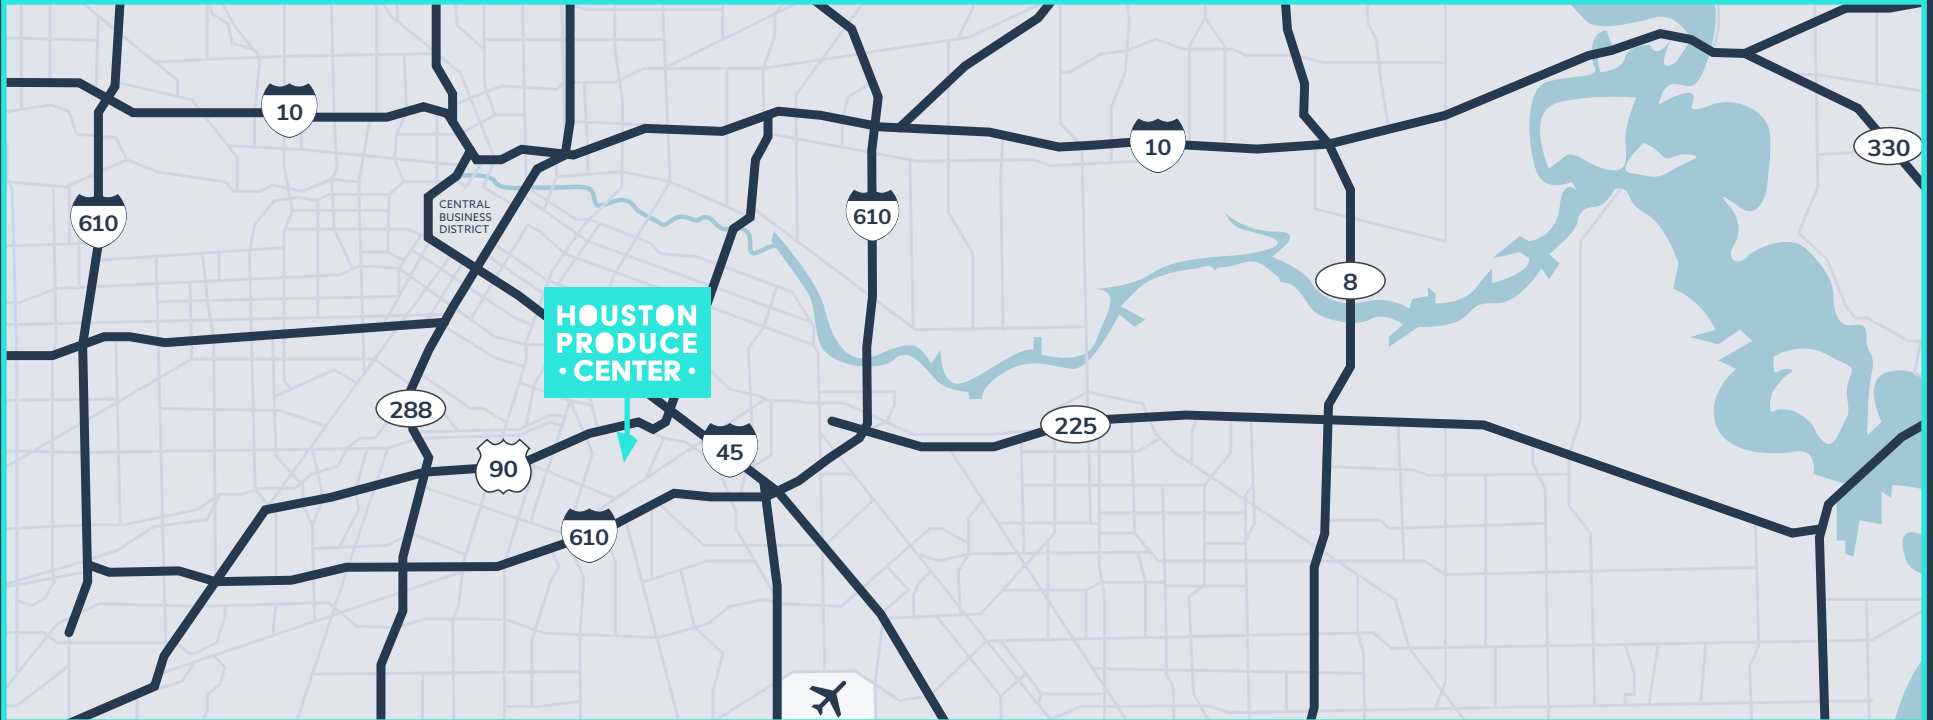 10
10
330
CENTRAL
BUSINESS
DISTRICT
610
610
8
HOUSTON
PRODUCE
• CENTER •
288
225
45
90
610